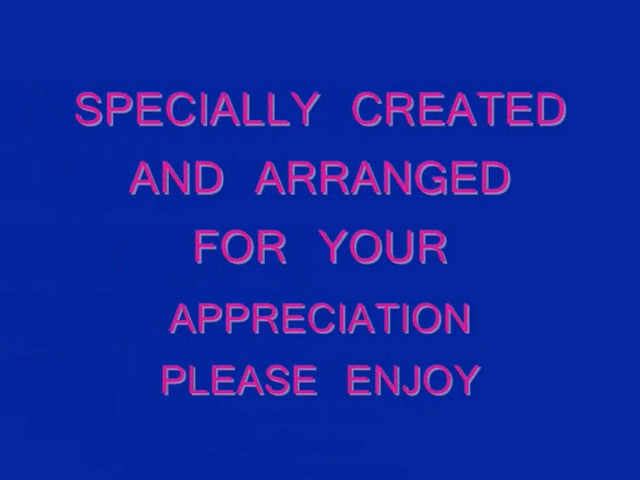 SPECIALLY CREATED
AND ARRANGED
FOR YOUR
APPRECIATION
PLEASE ENJOY